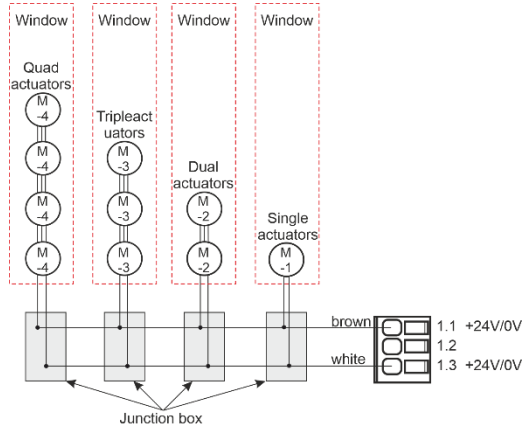 Window
Window
Window
Window
Quad
actuators
M
-4
M
-4
M
-4
M
-4
Tripleact
uators
M
-3
M
-3
M
-3
Dual
actuators
M
-2
M
-2
Single
actuators
M
-1
brown
1.1 +24V/0V
1.2
white
1.3 +24V/0V
Junction box